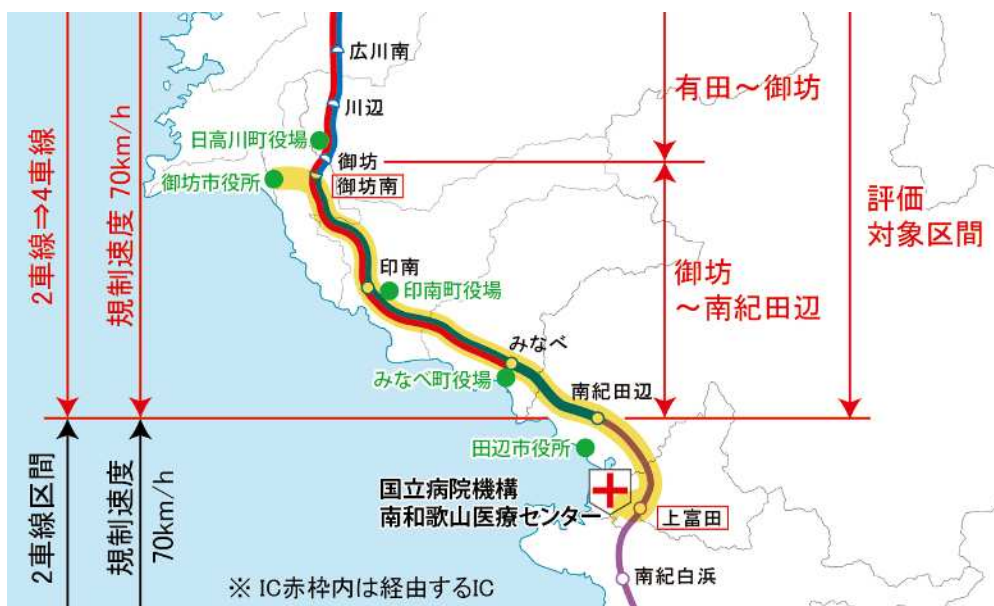 広川南
川辺
日高川町役場
御坊
御坊市役所
御坊南
印南
印南町役場
みなべ
みなべ町役場
南紀田辺
田辺市役所
国立病院機構
南和歌山医療センター
上富田
南紀白浜
2車線⇒4車線
規制速度 70km/h
2車線区間
規制速度
70km/h
有田～御坊
御坊
～南紀田辺
評価
対象区間
※ IC赤枠内は経由するIC